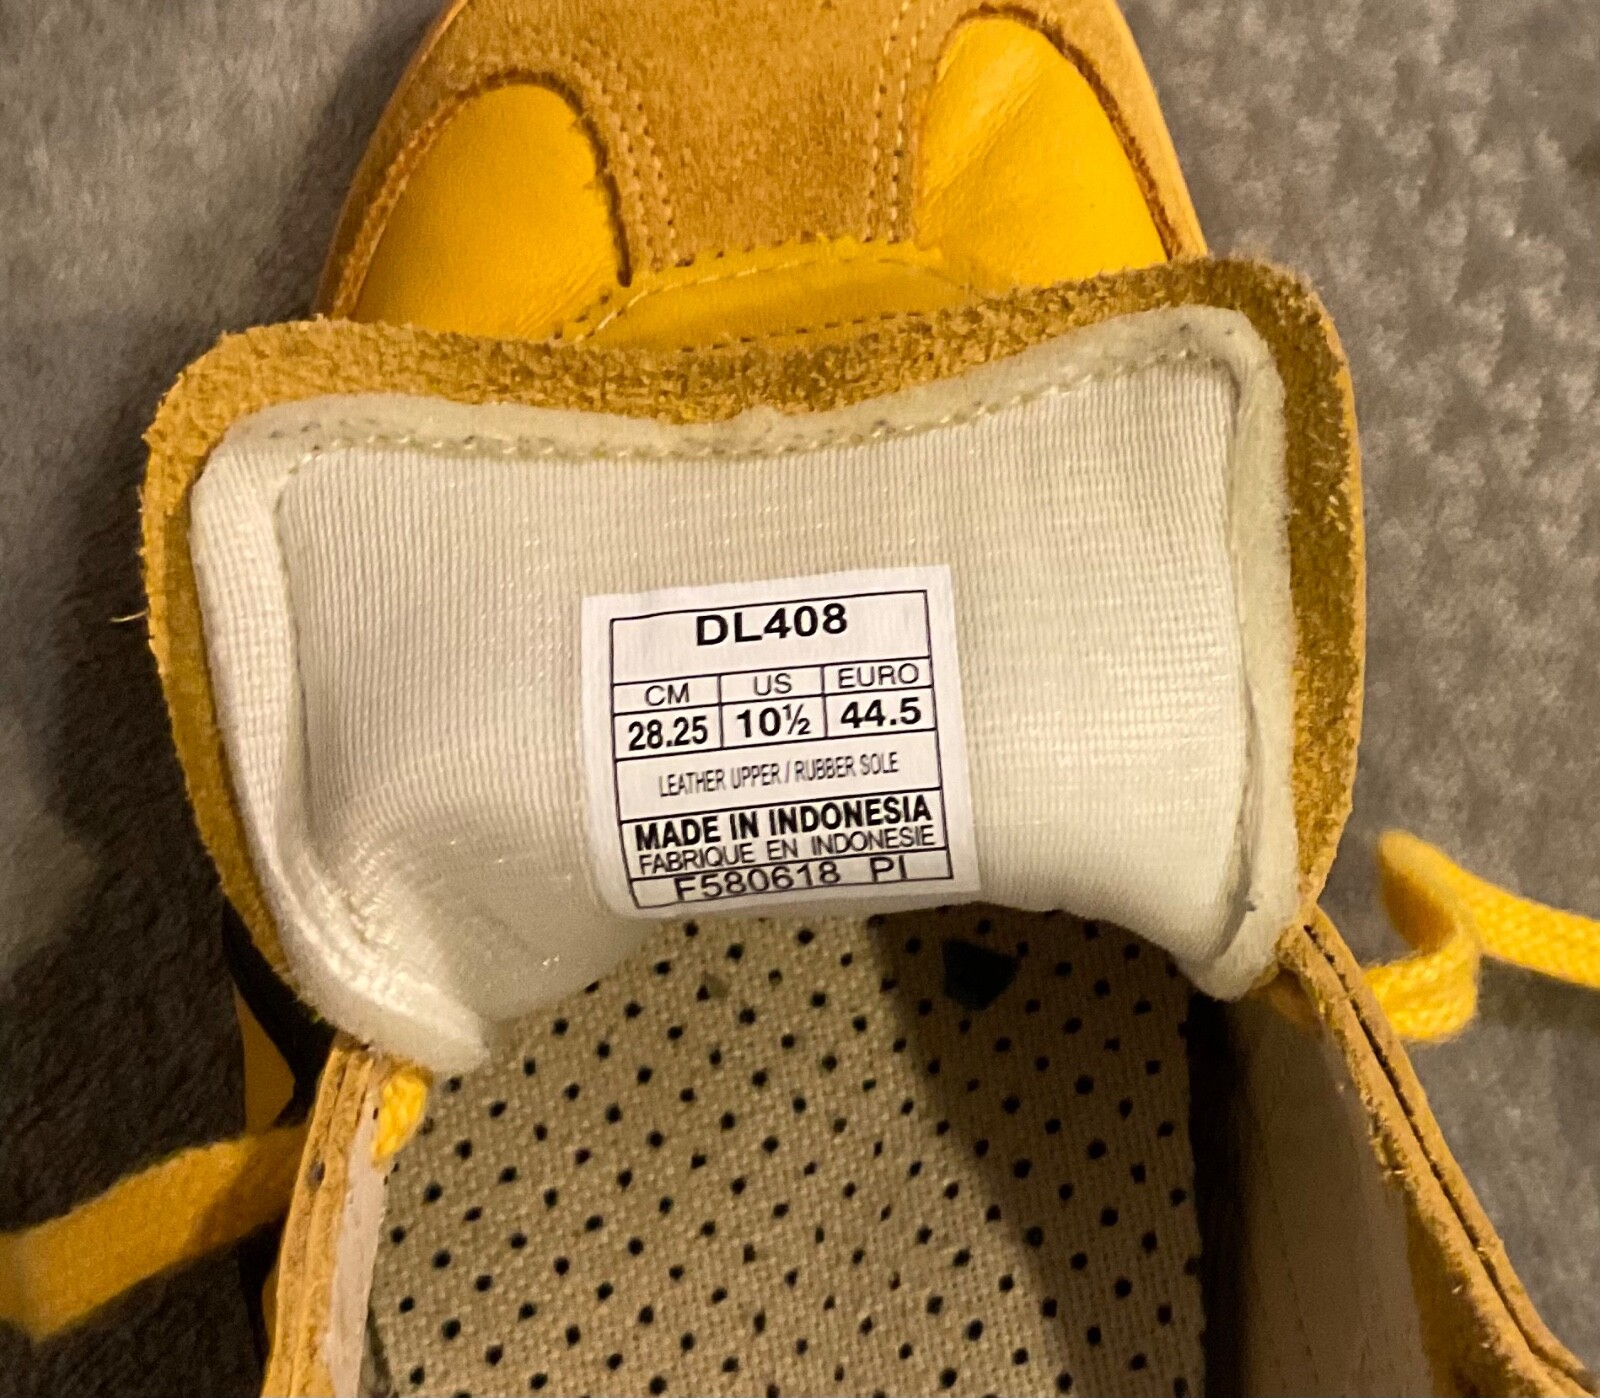 DL408
CM US EURO
28.25 10½ 44.5
LEATHER UPPER / RUBBER SOLE
MADE IN INDONESIA
FABRIQUE EN INDONESIE
F580618 PI